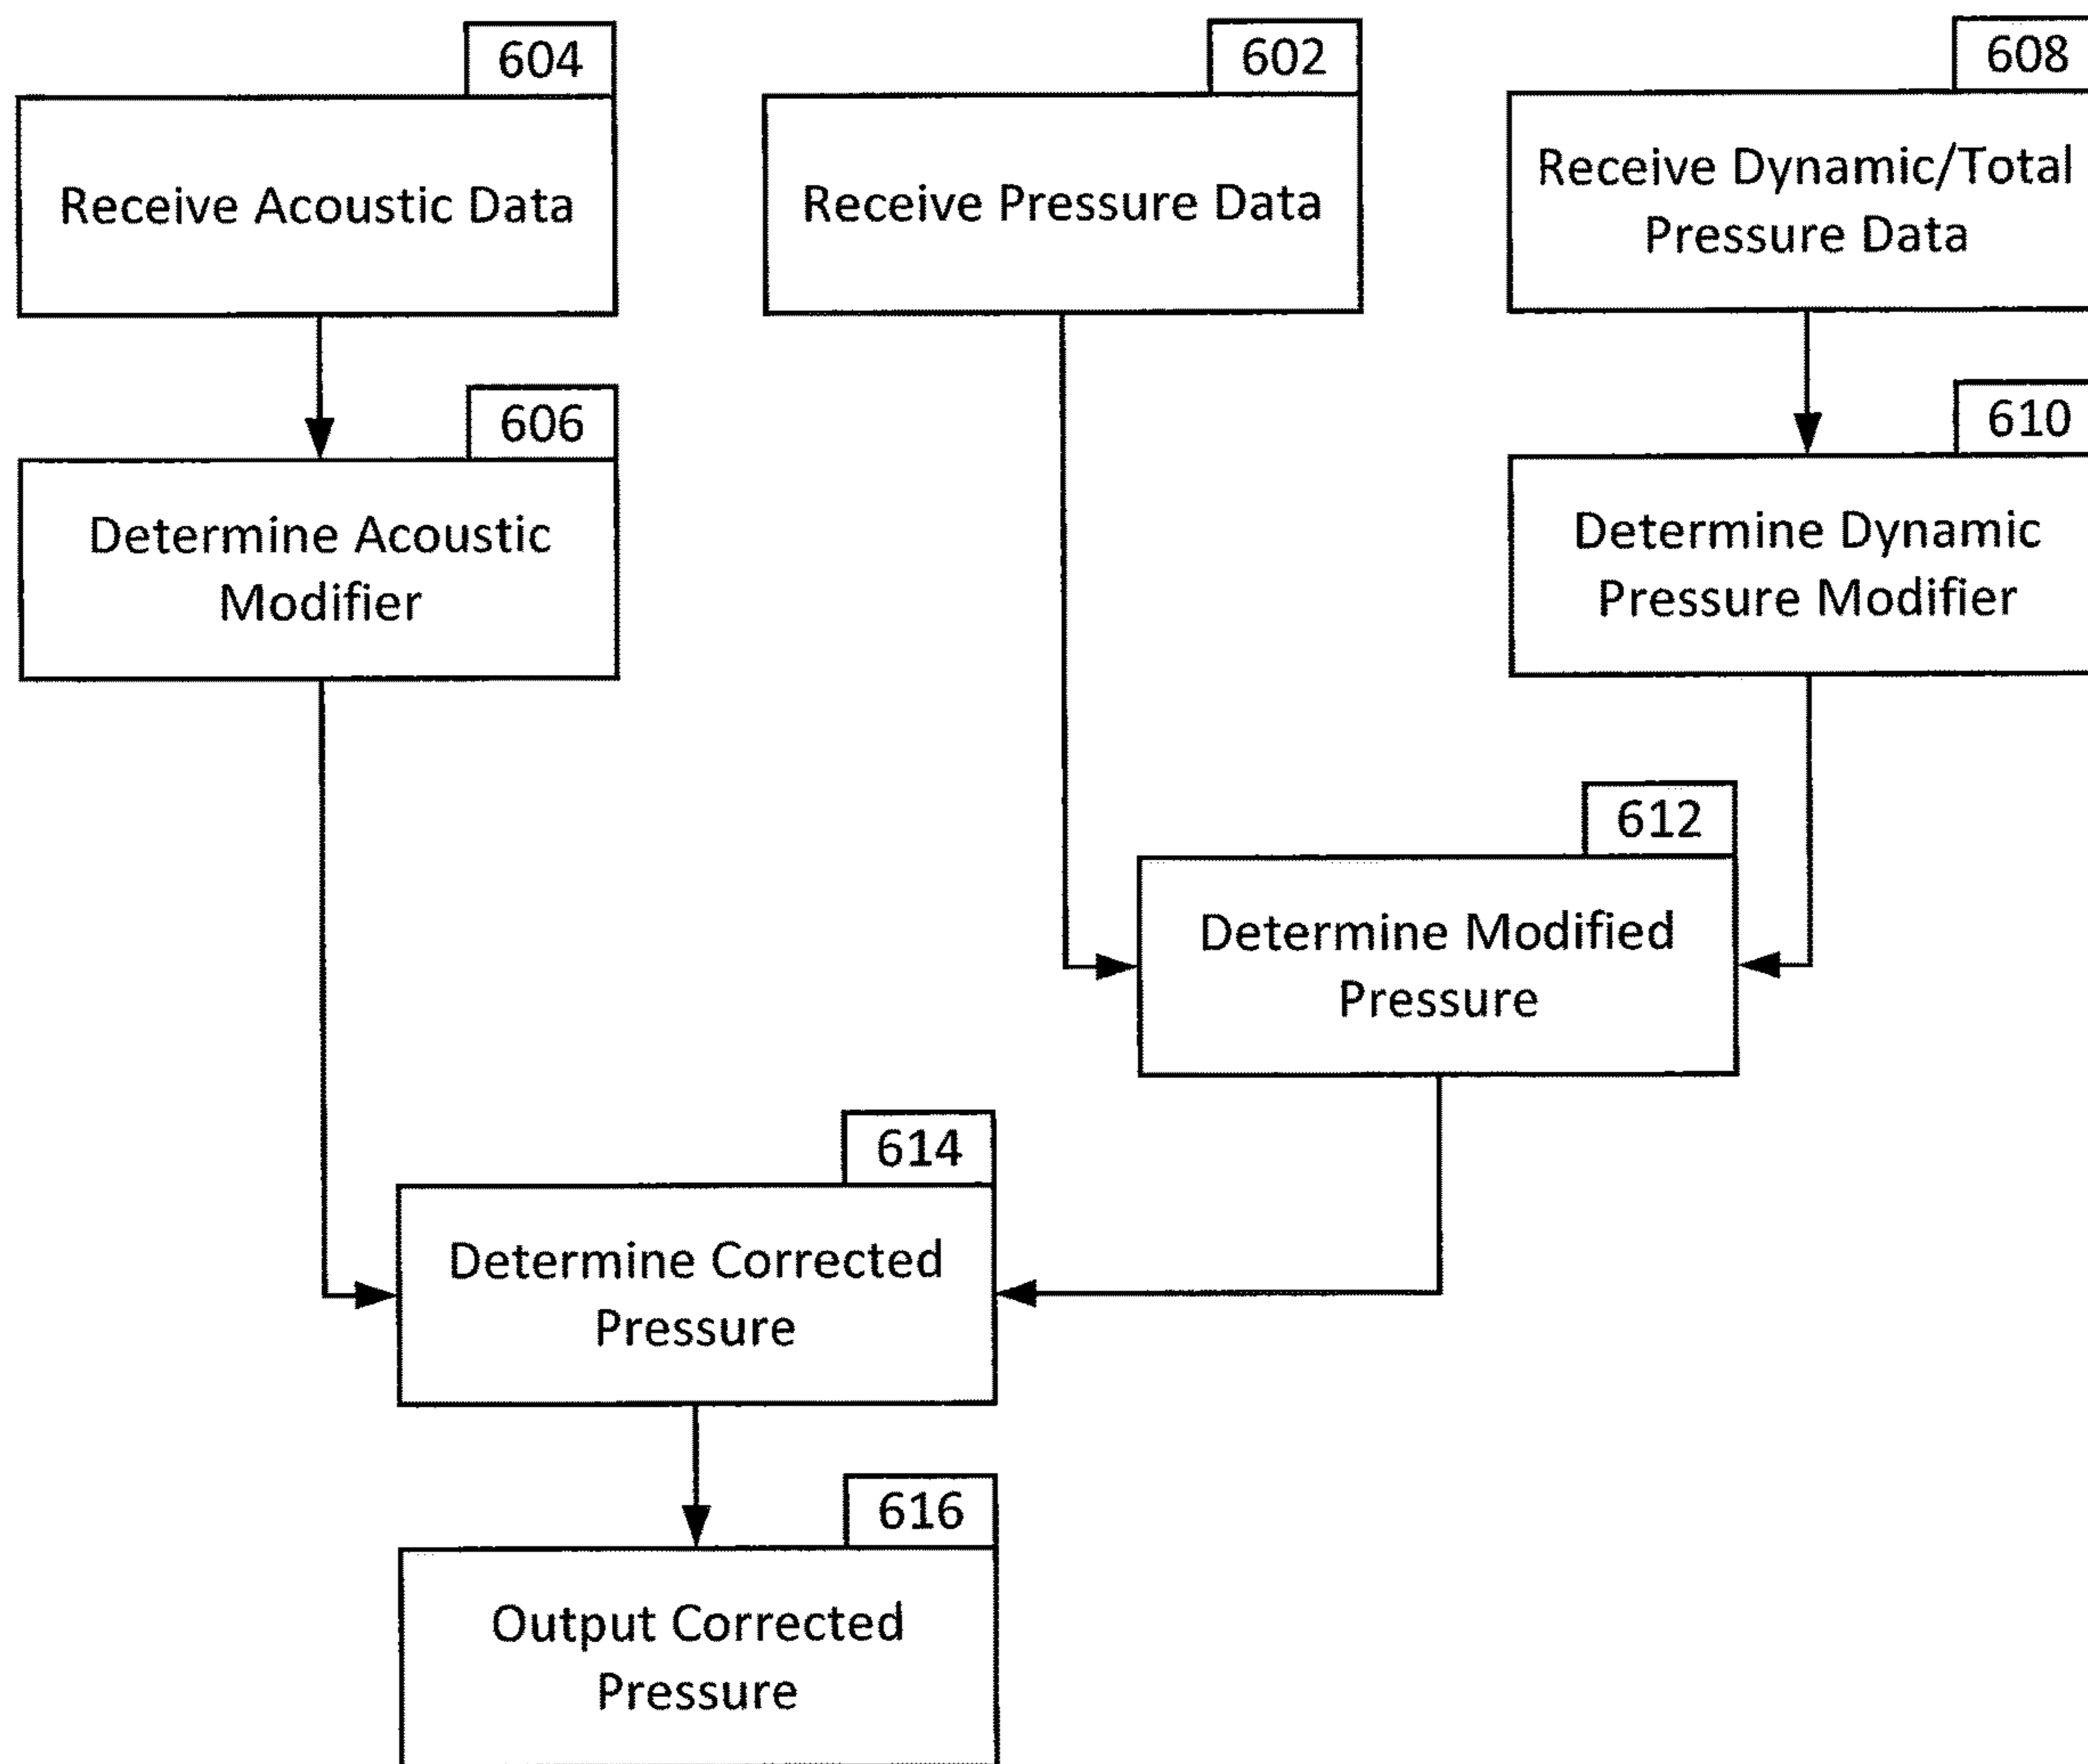 604
Receive Acoustic Data
602
Receive Pressure Data
608
Receive Dynamic/Total
Pressure Data
606
Determine Acoustic
Modifier
610
Determine Dynamic
Pressure Modifier
612
Determine Modified
Pressure
614
Determine Corrected
Pressure
616
Output Corrected
Pressure